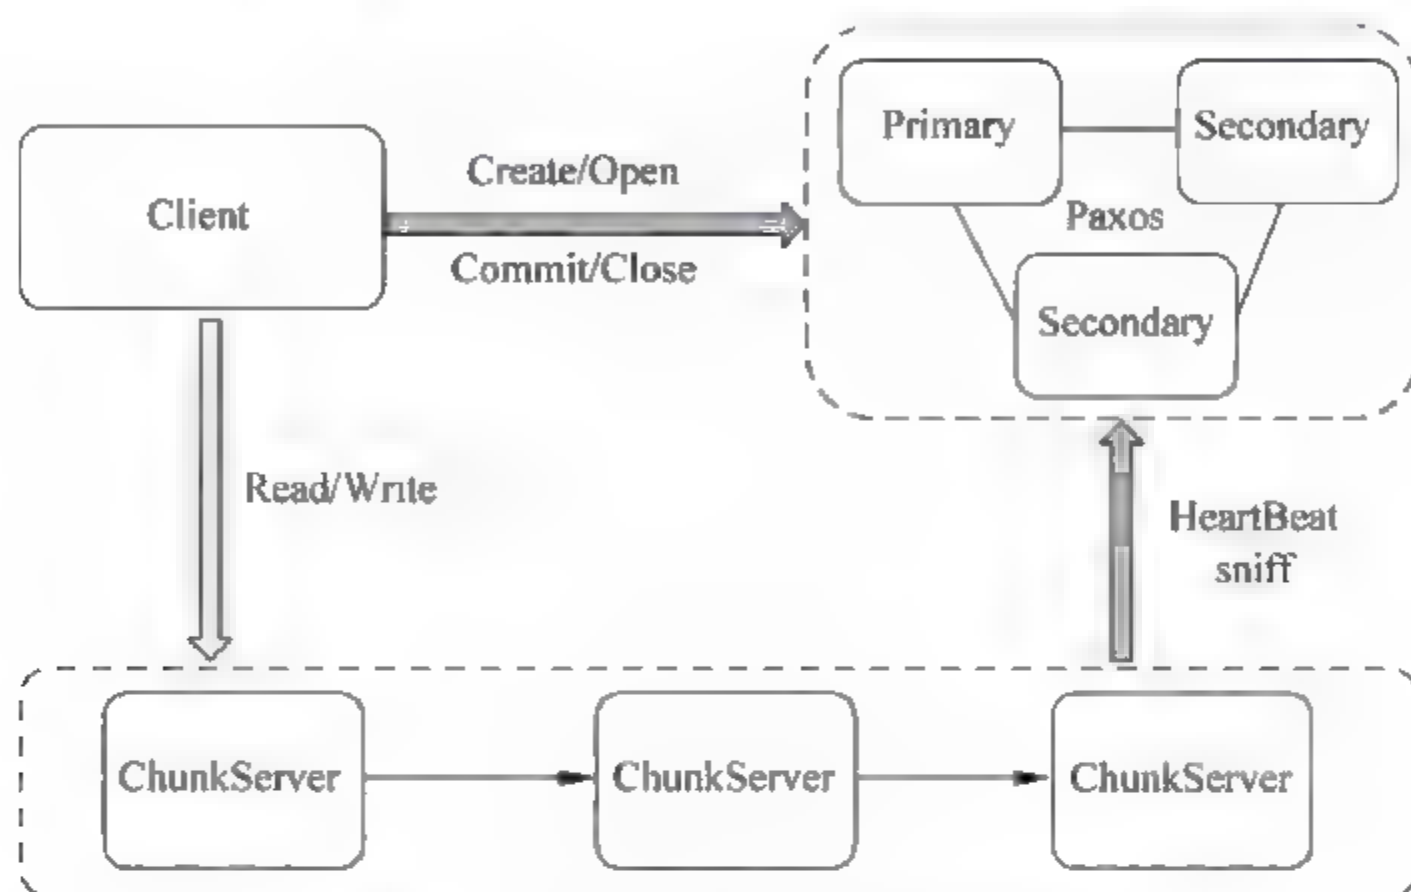 Primary
Secondary
Client
Create/Open
Commit/Close
Paxos
Secondary
Read/Write
HeartBeat
sniff
ChunkServer
ChunkServer
ChunkServer